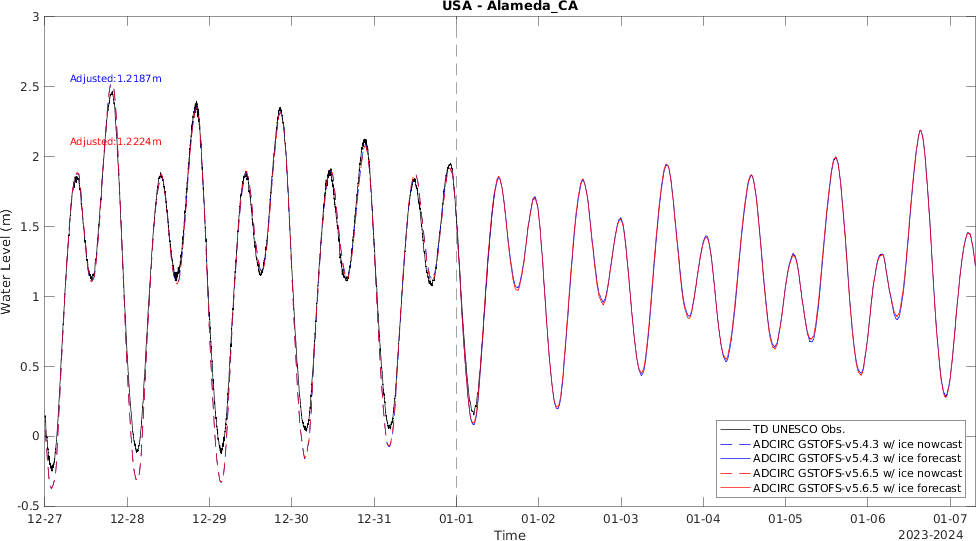 USA - Alameda_CA
3
2.5
2
1.5
1
0.5
0
-0.5
Water Level (m)
Adjusted:1.2187m
Adjusted:1.2224m
TD UNESCO Obs.
ADCIRC GSTOFS-v5.4.3 w/ ice nowcast
ADCIRC GSTOFS-v5.4.3 w/ ice forecast
ADCIRC GSTOFS-v5.6.5 w/ ice nowcast
ADCIRC GSTOFS-v5.6.5 w/ ice forecast
12-27 12-28 12-29 12-30 12-31 01-01 01-02 01-03 01-04 01-05 01-06 01-07
Time
2023-2024